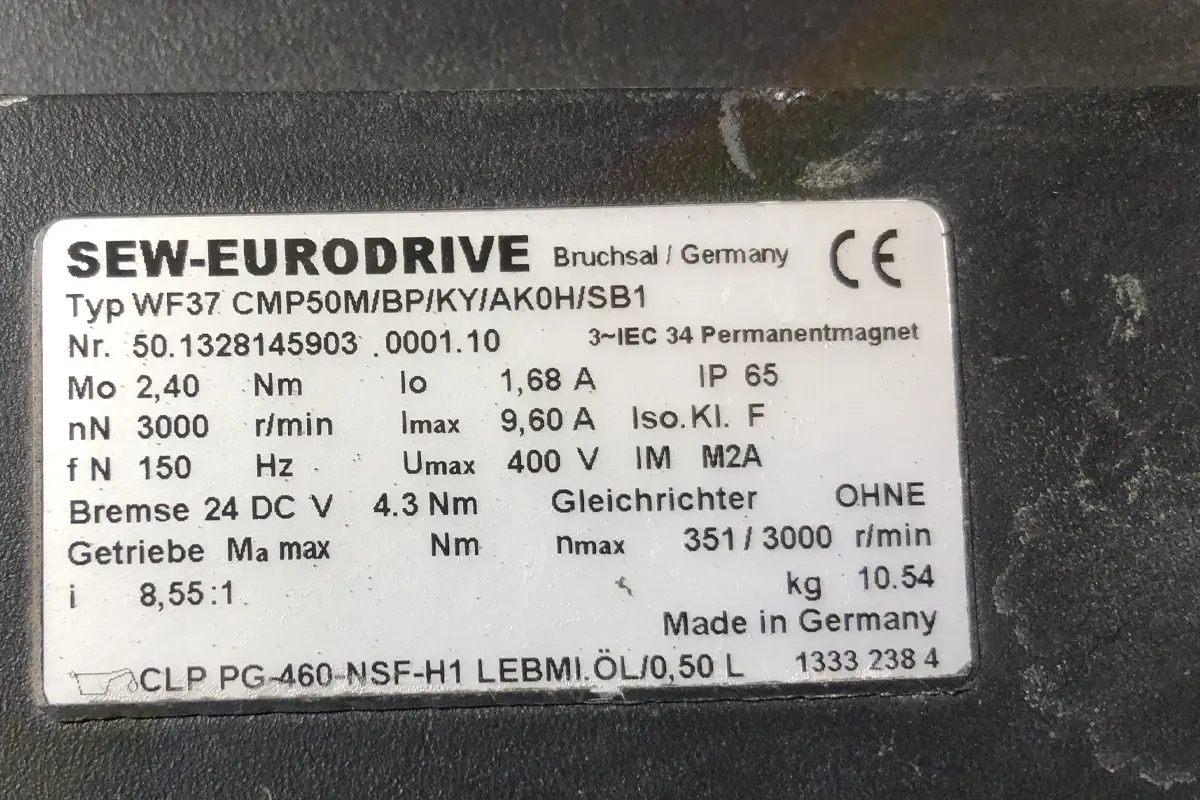 SEW-EURODRIVE Bruchsal / Germany CE
Typ WF37 CMP50M/BP/KY/AK0H/SB1
Nr. 50.1328145903 .0001.10 3~IEC 34 Permanentmagnet
Mo 2,40 Nm Io 1,68 A IP 65
nN 3000 r/min Imax 9,60 A Iso.Kl. F
fN 150 Hz Umax 400 V IM M2A
Bremse 24 DC V 4.3 Nm Gleichrichter OHNE
Getriebe Ma max Nm nmax 351 / 3000 r/min
i 8,55:1 kg 10.54
Made in Germany
CLP PG-460-NSF-H1 LEBMI.ÖL/0,50 L 1333 238 4